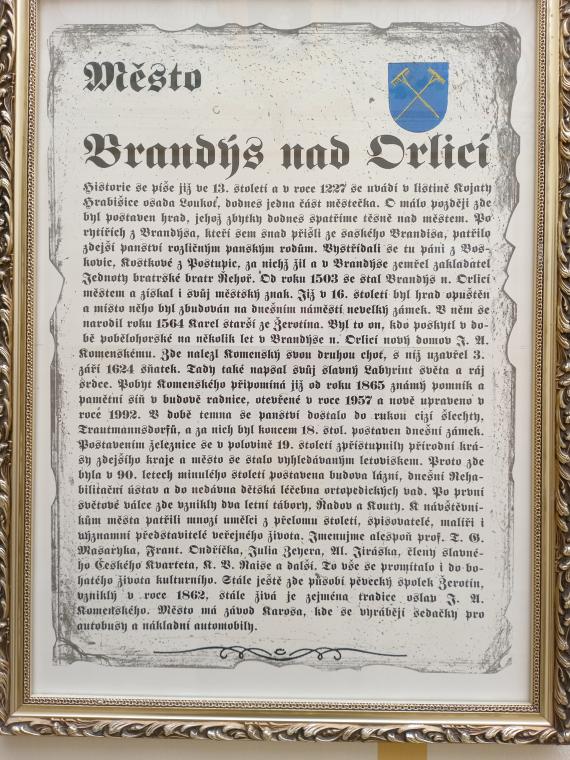 Město
Brandýs nad Orlicí
Historie se píše již ve 13. století a v roce 1227 se uvádí v listině Kojaty
Hrabišice osada Loukoť, dodnes jedna část městečka. O málo později zde
byl postaven hrad, jehož zbytky dodnes spatříme těsně nad městem. Po
rytířích z Brandýsa, kteří sem snad přišli ze saského Brandisa, patřilo
zdejší panství rozličným panským rodům. Vystřídali se tu páni z Bos-
kovic, Kostkové z Postupic, za nichž žil a v Brandýse zemřel zakladatel
Jednoty bratrské bratr Řehoř. Od roku 1503 se stal Brandýs n. Orlicí
městem a získal i svůj městský znak. Již v 16. století byl hrad opuštěn
a místo něho byl zbudován na dnešním náměstí nevelký zámek. V něm se
narodil roku 1564 Karel starší ze Žerotína. Byl to on, kdo poskytl v do-
bě pobělohorské na několik let v Brandýse n. Orlicí nový domov J. A.
Komenskému. Zde nalezl Komenský svou druhou choť, s níž uzavřel 3.
září 1624 sňatek. Tady také napsal svůj slavný Labyrint světa a ráj
srdce. Pobyt Komenského připomíná již od roku 1865 známý pomník a
pamětní síň v budově radnice, otevřené v roce 1957 a nově upraveno v
rocé 1992. V době temna se panství dostalo do rukou cizí šlechty,
Trautmannsdorfů, a za nich byl koncem 18. stol. postaven dnešní zámek.
Postavením železnice se v polovině 19. století zpřístupnily přírodní krá-
sy zdejšího kraje a město se stalo vyhledávaným letoviskem. Proto zde
byla v 90. letech minulého století postavena budova lázní, dnešní Reha-
bilitační ústav a do nedávna dětská léčebna ortopedických vad. Po první
světové válce zde vznikly dva letní tábory, Radov a Kouty. K návštěvní-
kům města patřili mnozí umělci z přelomu století, spisovatelé, malíři i
významní představitelé veřejného života. Jmenujme alespoň prof. T. G.
Masaryka, Frant. Ondříčka, Julia Zeyera, Al. Jiráska, členy slavné-
ho Českého Kvarteta, K. V. Raise a další. To vše se promítalo i do bo-
hatého života kulturního. Stále ještě zde působí pěvecký spolek Žerotín,
vzniklý v roce 1862, stále živá je zejména tradice oslav J. A.
Komenského. Město má závod Karosa, kde se vyrábějí sedačky pro
autobusy a nákladní automobily.